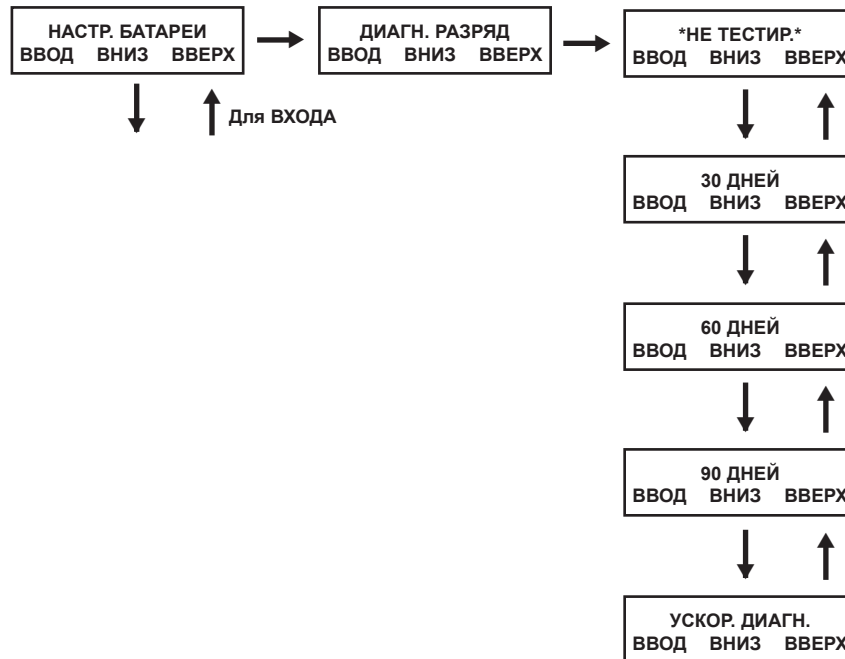 НАСТР. БАТАРЕИ
ВВОД ВНИЗ ВВЕРХ
ДИАГН. РАЗРЯД
ВВОД ВНИЗ ВВЕРХ
*НЕ ТЕСТИР.*
ВВОД ВНИЗ ВВЕРХ
Для ВХОДА
30 ДНЕЙ
ВВОД ВНИЗ ВВЕРХ
60 ДНЕЙ
ВВОД ВНИЗ ВВЕРХ
90 ДНЕЙ
ВВОД ВНИЗ ВВЕРХ
УСКОР. ДИАГН.
ВВОД ВНИЗ ВВЕРХ